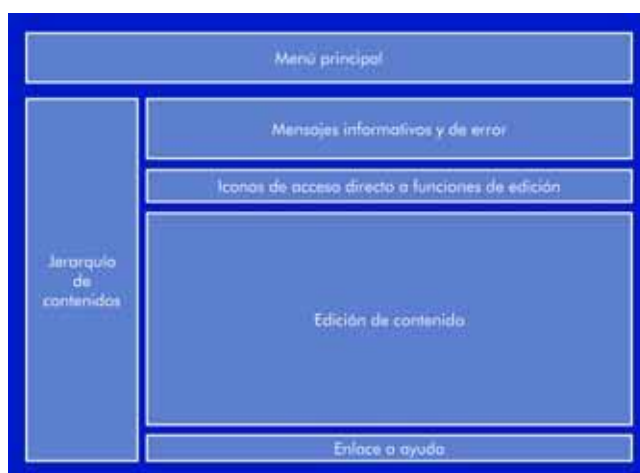 Menú principal
Mensajes informativos y de error
Iconos de acceso directo a funciones de edición
Jerarquía
de
contenidos
Edición de contenido
Enlace a ayuda